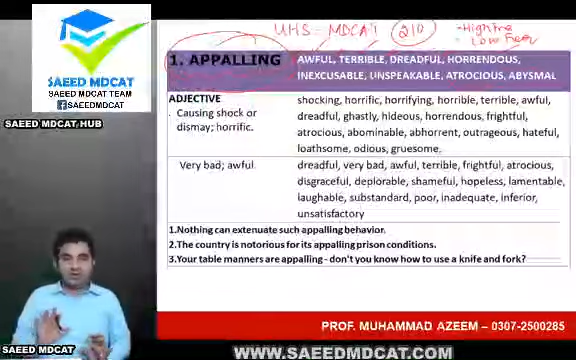 UHS = MDCAT 210
- High fre
- Low Freq
SAEED MDCAT
SAEED MDCAT TEAM
SAEEDMDCAT
SAEED MDCAT HUB
1. APPALLING
AWFUL, TERRIBLE, DREADFUL, HORRENDOUS,
INEXCUSABLE, UNSPEAKABLE, ATROCIOUS, ABYSMAL
ADJECTIVE
. Causing shock or
dismay; horrific.
shocking, horrific, horrifying, horrible, terrible, awful,
dreadful, ghastly, hideous, horrendous, frightful,
atrocious, abominable, abhorrent, outrageous, hateful,
loathsome, odious, gruesome.
Very bad; awful
dreadful, very bad, awful, terrible, frightful, atrocious,
disgraceful, deplorable, shameful, hopeless, lamentable,
laughable, substandard, poor, inadequate, inferior,
unsatisfactory
1.Nothing can extenuate such appalling behavior.
2.The country is notorious for its appalling prison conditions.
3.Your table manners are appalling - don't you know how to use a knife and fork?
PROF. MUHAMMAD AZEEM – 0307-2500285
SAEED MDCAT
WWW.SAEEDMDCAT.COM